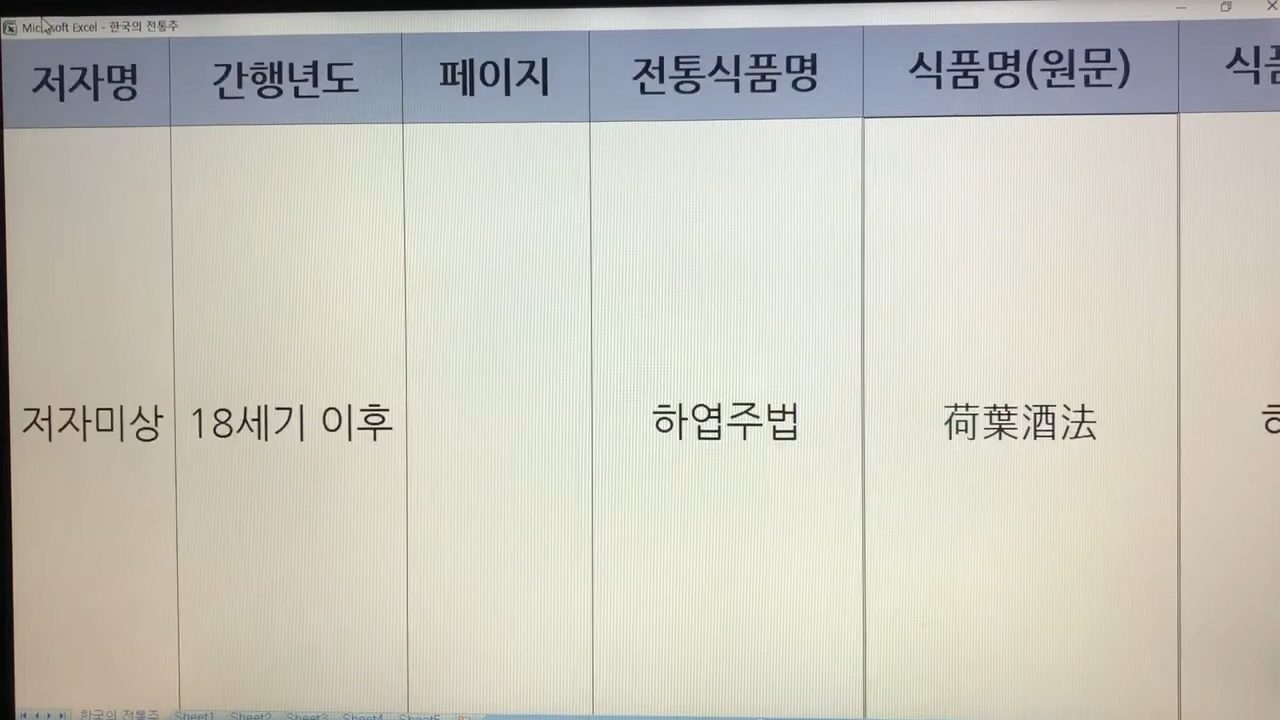 Microsoft Excel - 한국의 전통주
저자명 간행년도 페이지 전통식품명 식품명(원문)
저자미상 18세기 이후 하엽주법 荷葉酒法
한국의 전통주 Sheet1 Sheet2 Sheet3 Sheet4 Sheet5